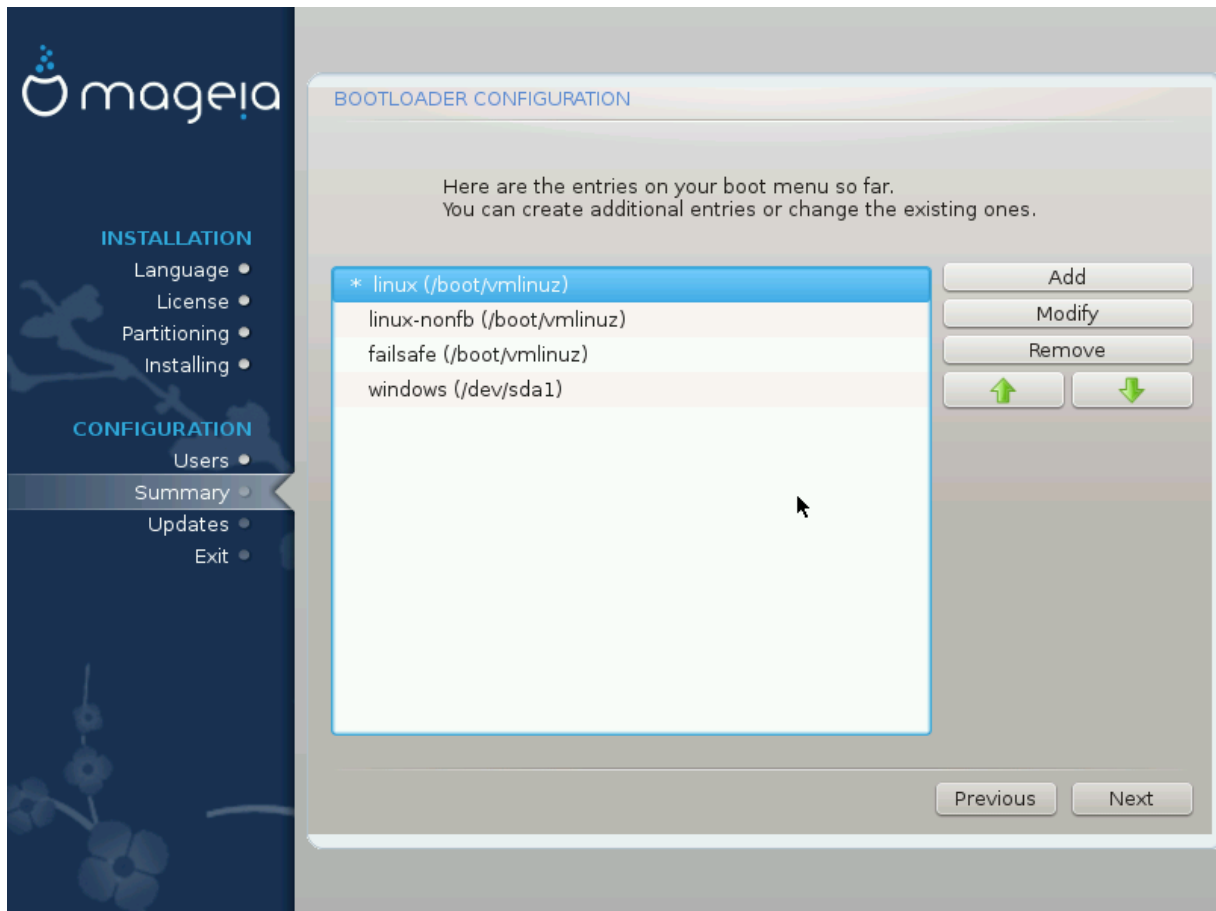 mageia
INSTALLATION
Language
License
Partitioning
Installing
CONFIGURATION
Users
Summary
Updates
Exit
BOOTLOADER CONFIGURATION
Here are the entries on your boot menu so far.
You can create additional entries or change the existing ones.
* linux (/boot/vmlinuz)
linux-nonfb (/boot/vmlinuz)
failsafe (/boot/vmlinuz)
windows (/dev/sda1)
Add
Modify
Remove
Previous
Next